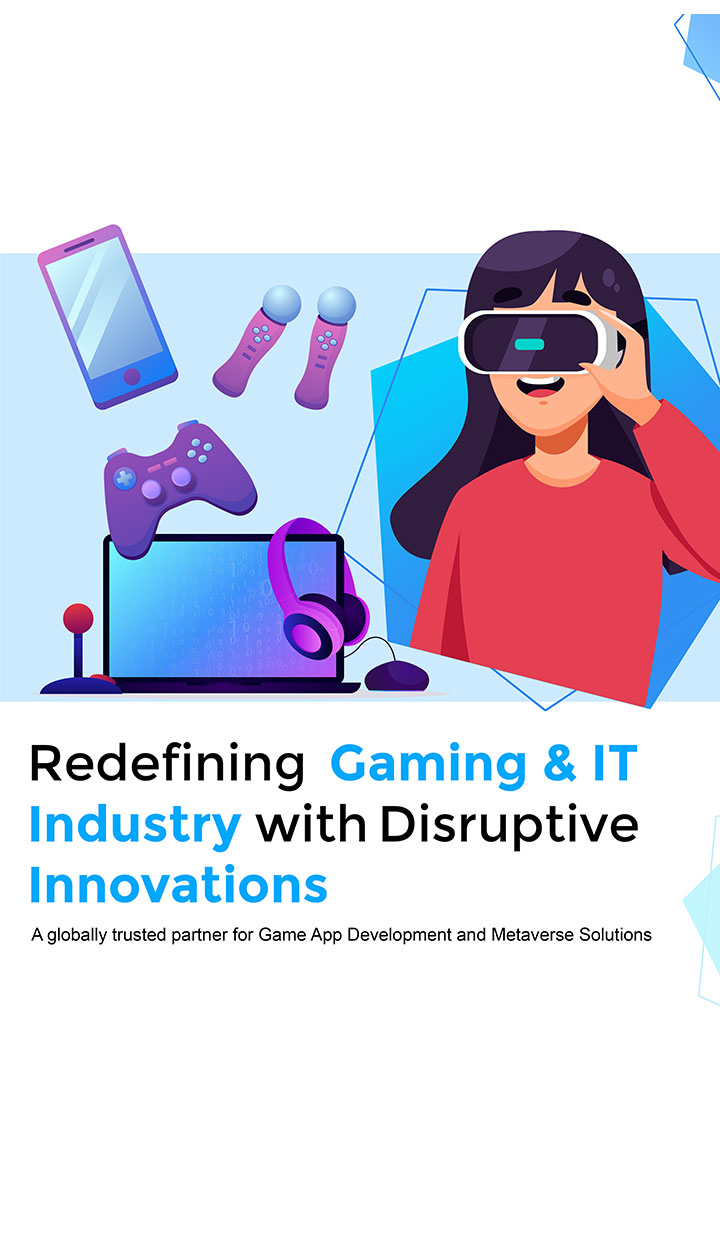 Redefining Gaming & IT
Industry with Disruptive
Innovations
A globally trusted partner for Game App Development and Metaverse Solutions